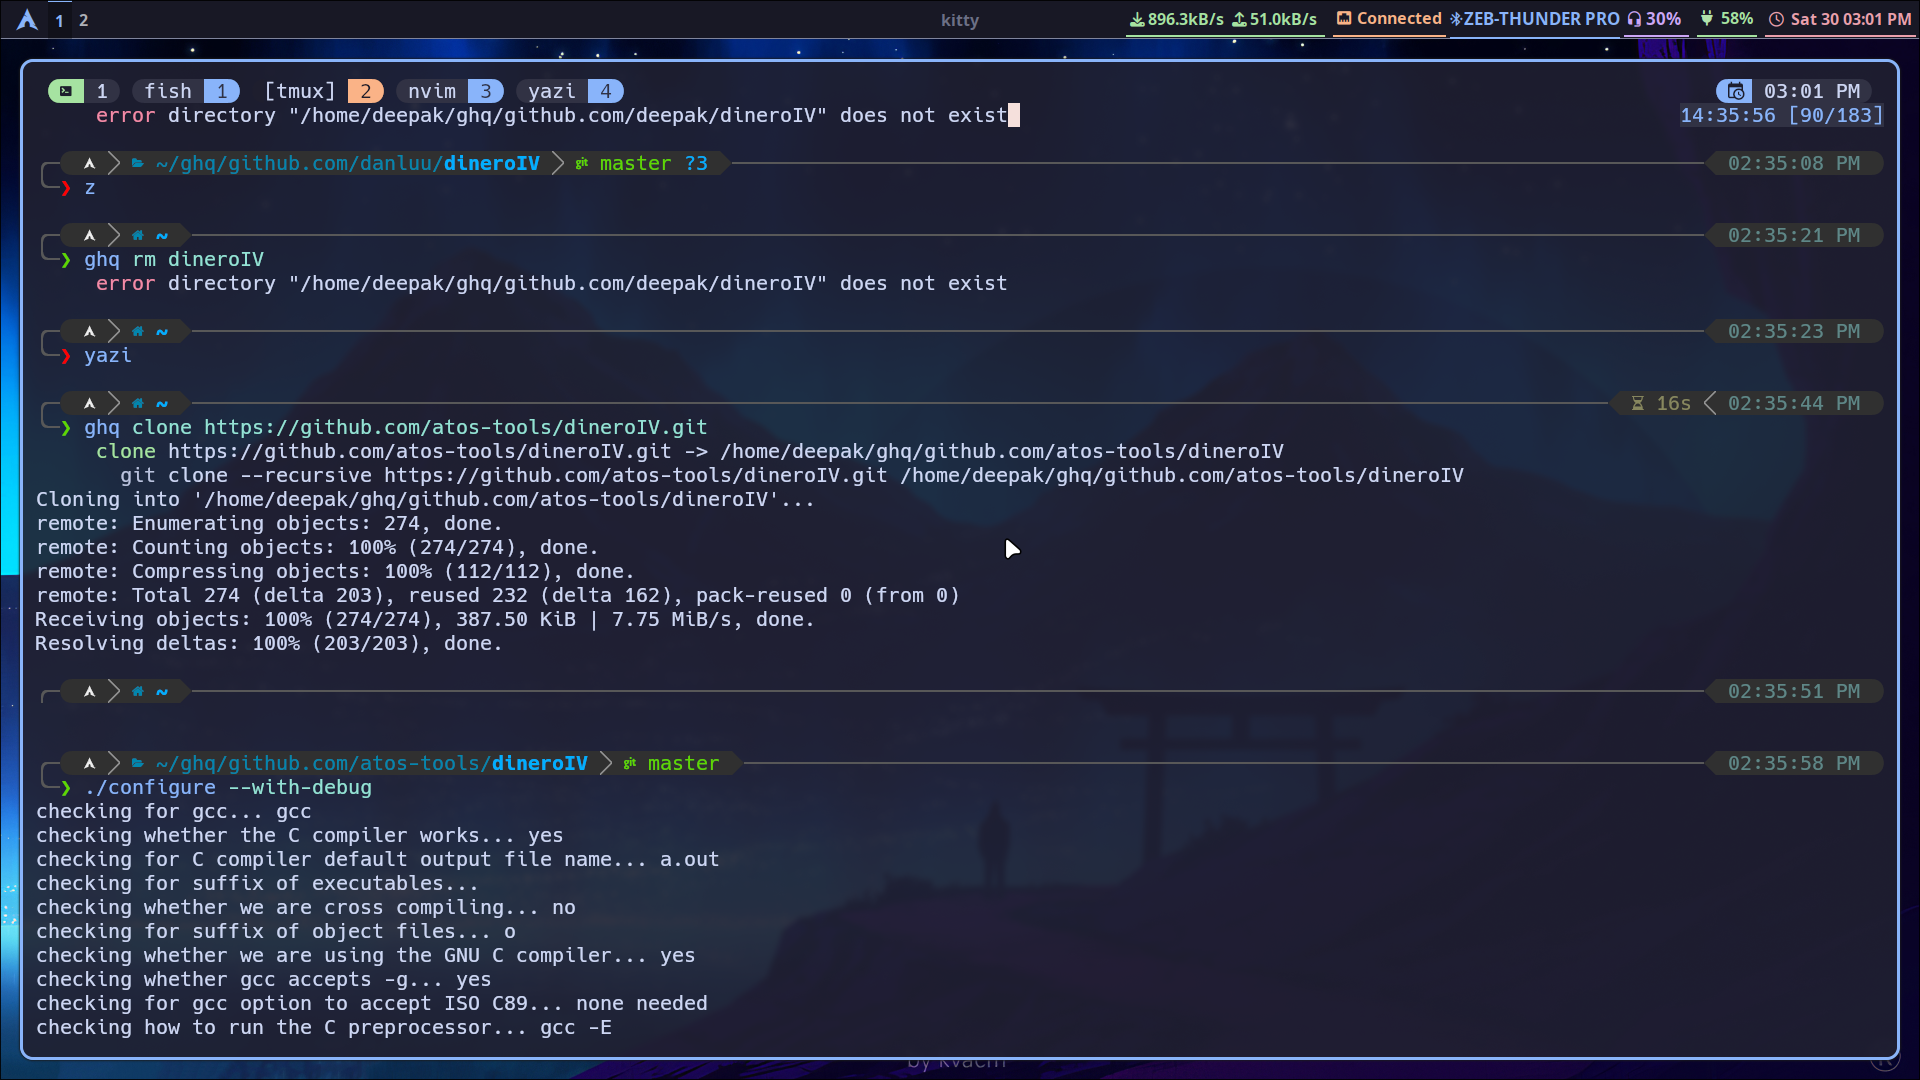 1 2 kitty 896.3kB/s 51.0kB/s Connected ZEB-THUNDER PRO 30% 58% Sat 30 03:01 PM
1 fish 1 [tmux] 2 nvim 3 yazi 4 03:01 PM
error directory "/home/deepak/ghq/github.com/deepak/dineroIV" does not exist 14:35:56 [90/183]
~/ghq/github.com/danluu/dineroIV git master ?3 02:35:08 PM
❯ z
~ 02:35:21 PM
❯ ghq rm dineroIV
error directory "/home/deepak/ghq/github.com/deepak/dineroIV" does not exist
~ 02:35:23 PM
❯ yazi
~ 16s 02:35:44 PM
❯ ghq clone https://github.com/atos-tools/dineroIV.git
clone https://github.com/atos-tools/dineroIV.git -> /home/deepak/ghq/github.com/atos-tools/dineroIV
git clone --recursive https://github.com/atos-tools/dineroIV.git /home/deepak/ghq/github.com/atos-tools/dineroIV
Cloning into '/home/deepak/ghq/github.com/atos-tools/dineroIV'...
remote: Enumerating objects: 274, done.
remote: Counting objects: 100% (274/274), done.
remote: Compressing objects: 100% (112/112), done.
remote: Total 274 (delta 203), reused 232 (delta 162), pack-reused 0 (from 0)
Receiving objects: 100% (274/274), 387.50 KiB | 7.75 MiB/s, done.
Resolving deltas: 100% (203/203), done.
~ 02:35:51 PM
~/ghq/github.com/atos-tools/dineroIV git master 02:35:58 PM
❯ ./configure --with-debug
checking for gcc... gcc
checking whether the C compiler works... yes
checking for C compiler default output file name... a.out
checking for suffix of executables...
checking whether we are cross compiling... no
checking for suffix of object files... o
checking whether we are using the GNU C compiler... yes
checking whether gcc accepts -g... yes
checking for gcc option to accept ISO C89... none needed
checking how to run the C preprocessor... gcc -E
by